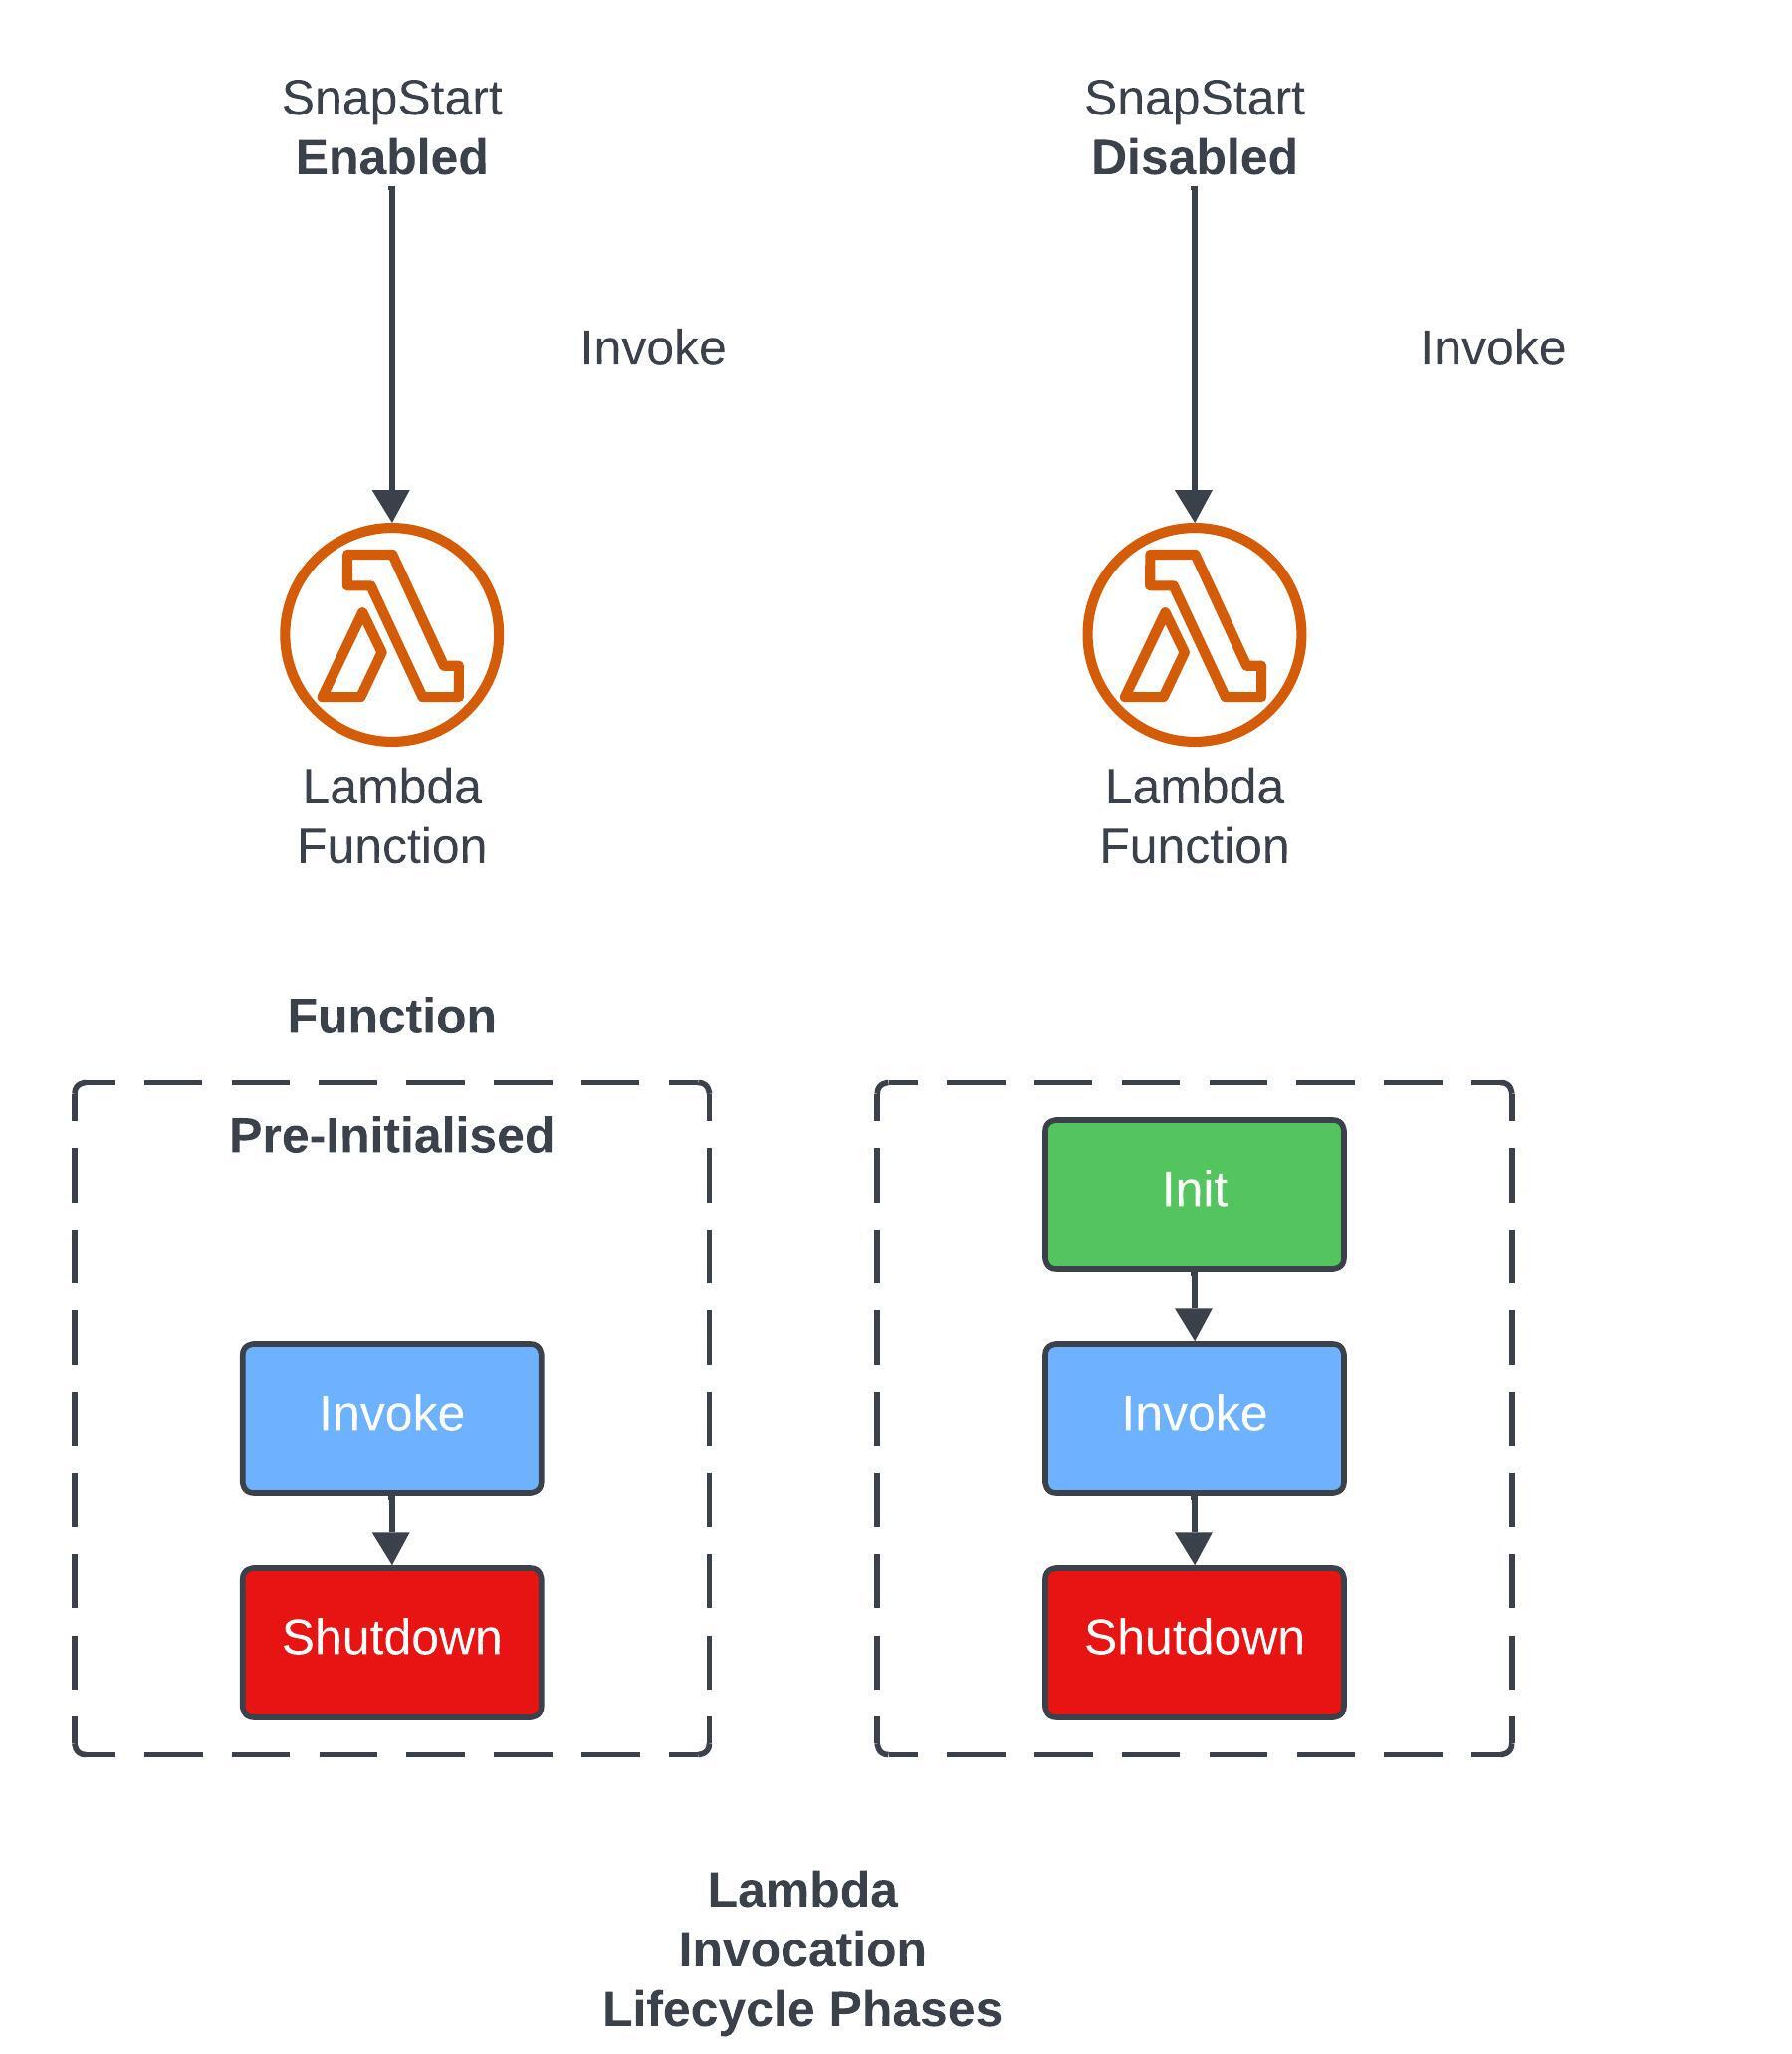 SnapStart
Enabled
SnapStart
Disabled
Invoke
Invoke
Lambda
Function
Lambda
Function
Function
Pre-Initialised
Init
Invoke
Invoke
Shutdown
Shutdown
Lambda
Invocation
Lifecycle Phases